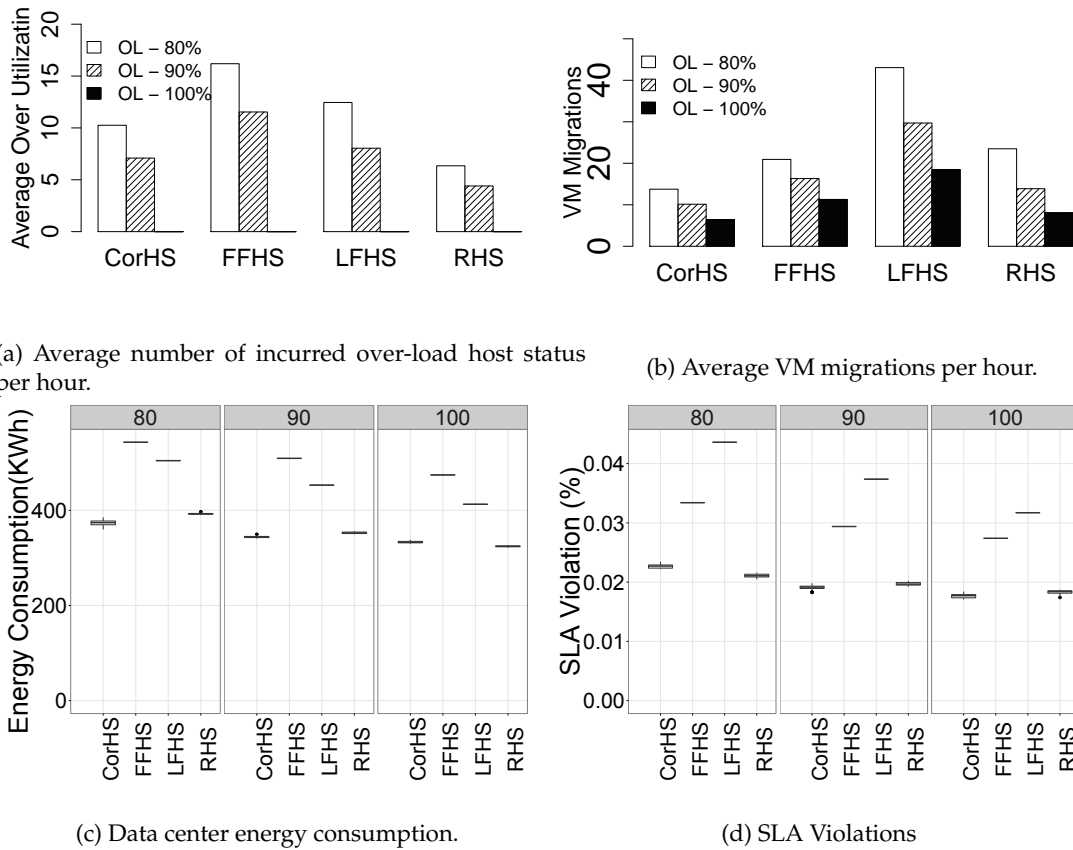 Average Over Utilizatin
20
15
10
5
0
OL − 80%
OL − 90%
OL − 100%
CorHS FFHS LFHS RHS
(a) Average number of incurred over-load host status
per hour.
VM Migrations
40
20
0
OL − 80%
OL − 90%
OL − 100%
CorHS FFHS LFHS RHS
(b) Average VM migrations per hour.
Energy Consumption(KWh)
80 90 100
400
200
0
CorHS FFHS LFHS RHS CorHS FFHS LFHS RHS CorHS FFHS LFHS RHS
(c) Data center energy consumption.
SLA Violation (%)
80 90 100
0.04
0.03
0.02
0.01
0.00
CorHS FFHS LFHS RHS CorHS FFHS LFHS RHS CorHS FFHS LFHS RHS
(d) SLA Violations